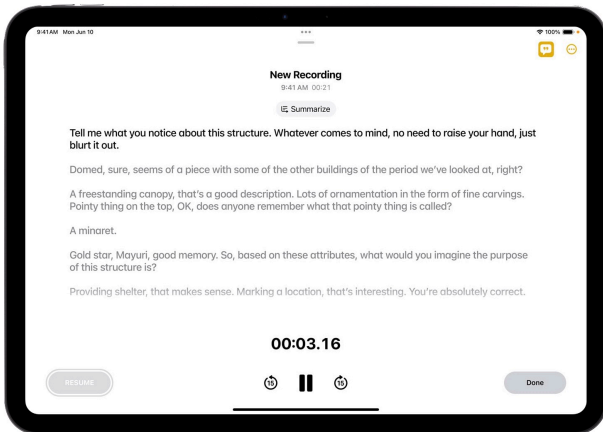 9:41 AM Mon Jun 10
100%
New Recording
9:41 AM 00:21
Summarize
Tell me what you notice about this structure. Whatever comes to mind, no need to raise your hand, just
blurt it out.
Domed, sure, seems of a piece with some of the other buildings of the period we've looked at, right?
A freestanding canopy, that's a good description. Lots of ornamentation in the form of fine carvings.
Pointy thing on the top, OK, does anyone remember what that pointy thing is called?
A minaret.
Gold star, Mayuri, good memory. So, based on these attributes, what would you imagine the purpose
of this structure is?
Providing shelter, that makes sense. Marking a location, that's interesting. You're absolutely correct.
00:03.16
RESUME
15
15
Done